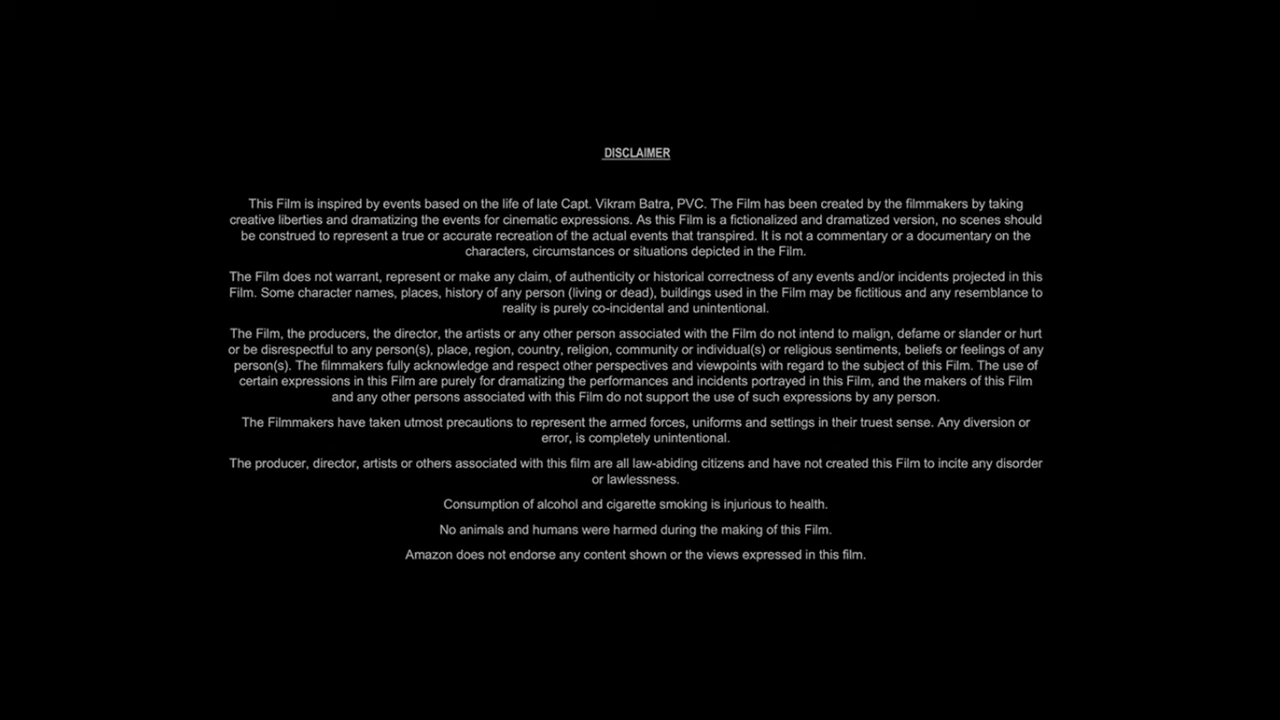 DISCLAIMER
This Film is inspired by events based on the life of late Capt. Vikram Batra, PVC. The Film has been created by the filmmakers by taking
creative liberties and dramatizing the events for cinematic expressions. As this Film is a fictionalized and dramatized version, no scenes should
be construed to represent a true or accurate recreation of the actual events that transpired. It is not a commentary or a documentary on the
characters, circumstances or situations depicted in the Film.
The Film does not warrant, represent or make any claim, of authenticity or historical correctness of any events and/or incidents projected in this
Film. Some character names, places, history of any person (living or dead), buildings used in the Film may be fictitious and any resemblance to
reality is purely co-incidental and unintentional.
The Film, the producers, the director, the artists or any other person associated with the Film do not intend to malign, defame or slander or hurt
or be disrespectful to any person(s), place, region, country, religion, community or individual(s) or religious sentiments, beliefs or feelings of any
person(s). The filmmakers fully acknowledge and respect other perspectives and viewpoints with regard to the subject of this Film. The use of
certain expressions in this Film are purely for dramatizing the performances and incidents portrayed in this Film, and the makers of this Film
and any other persons associated with this Film do not support the use of such expressions by any person.
The Filmmakers have taken utmost precautions to represent the armed forces, uniforms and settings in their truest sense. Any diversion or
error, is completely unintentional.
The producer, director, artists or others associated with this film are all law-abiding citizens and have not created this Film to incite any disorder
or lawlessness.
Consumption of alcohol and cigarette smoking is injurious to health.
No animals and humans were harmed during the making of this Film.
Amazon does not endorse any content shown or the views expressed in this film.